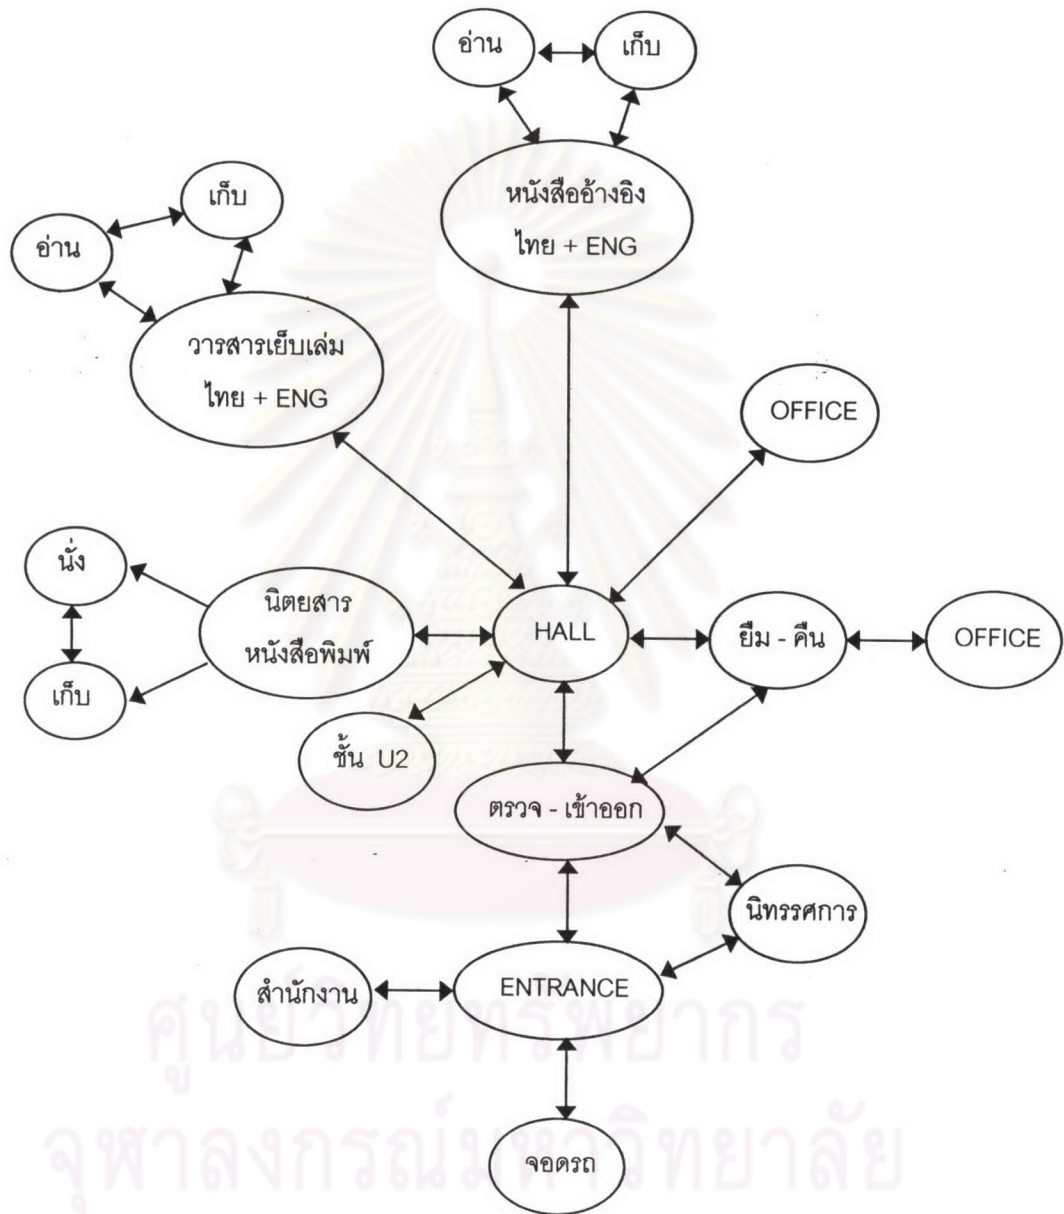 อ่าน
เก็บ
หนังสืออ้างอิง
ไทย + ENG
เก็บ
อ่าน
วารสารเย็บเล่ม
ไทย + ENG
OFFICE
นั่ง
เก็บ
นิตยสาร
หนังสือพิมพ์
HALL
ยืม - คืน
OFFICE
ชั้น U2
ตรวจ - เข้าออก
นิทรรศการ
สำนักงาน
ENTRANCE
จอดรถ
ศูนย์วิทยทรัพยากร
จุฬาลงกรณ์มหาวิทยาลัย